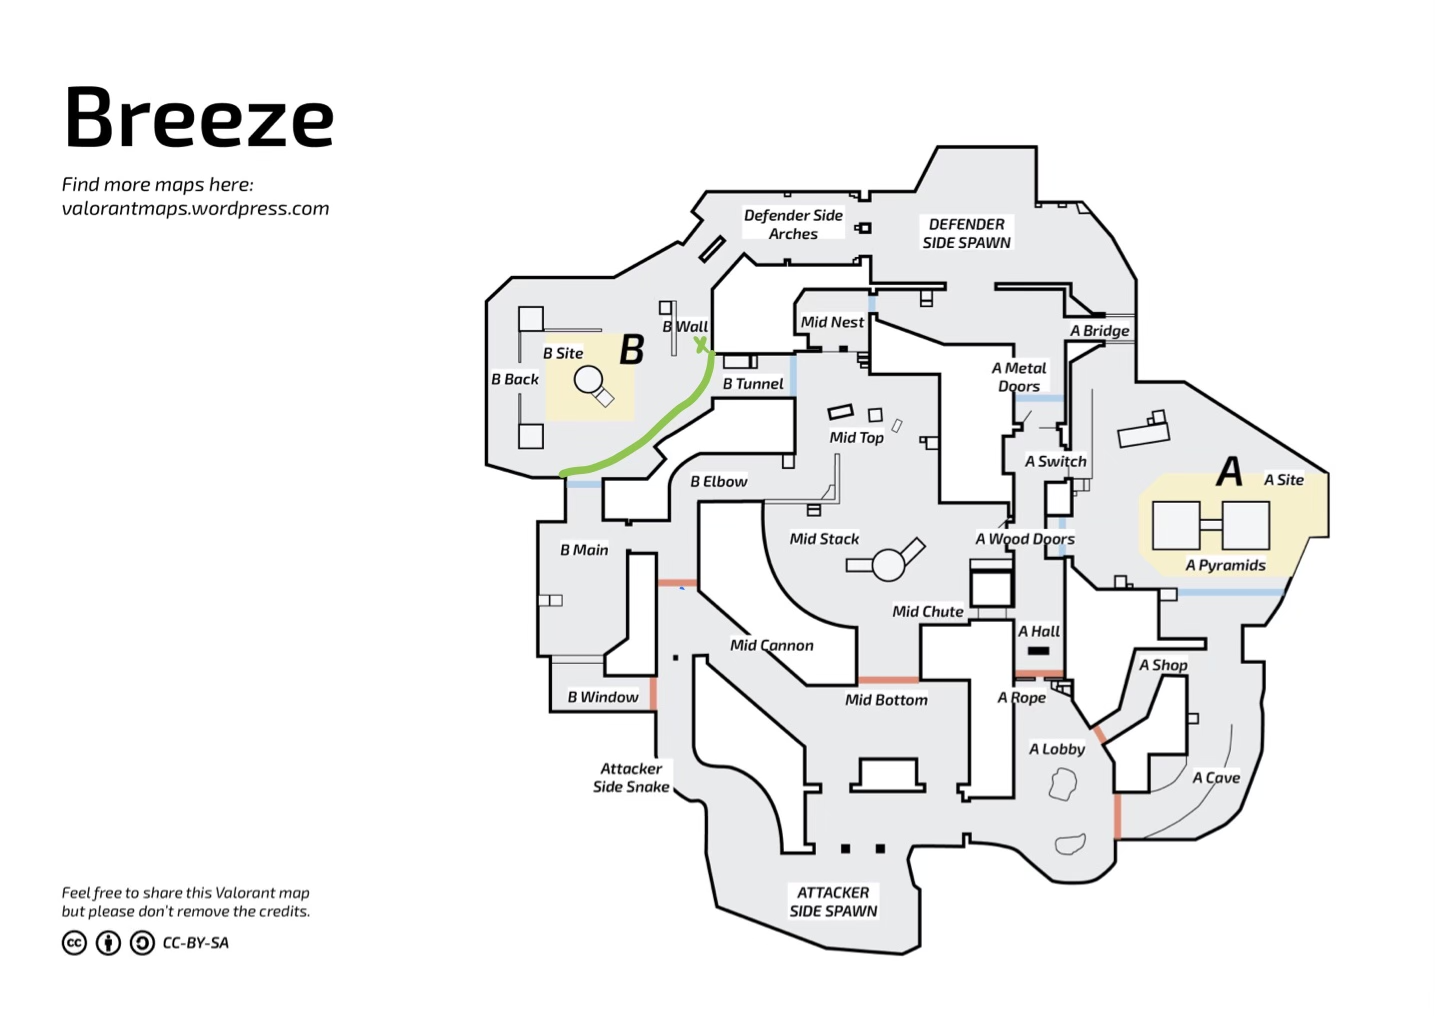 Breeze
Find more maps here:
valorantmaps.wordpress.com
Defender Side
Arches
DEFENDER
SIDE SPAWN
Mid Nest
B Wall
A Bridge
B
B Site
B Back
B Tunnel
A Metal
Doors
Mid Top
A Switch
A
A Site
B Elbow
B Main
Mid Stack
A Wood Doors
A Pyramids
Mid Chute
A Hall
Mid Cannon
A Shop
B Window
Mid Bottom
A Rope
A Lobby
Attacker
Side Snake
A Cave
ATTACKER
SIDE SPAWN
Feel free to share this Valorant map
but please don't remove the credits.
cc
CC-BY-SA